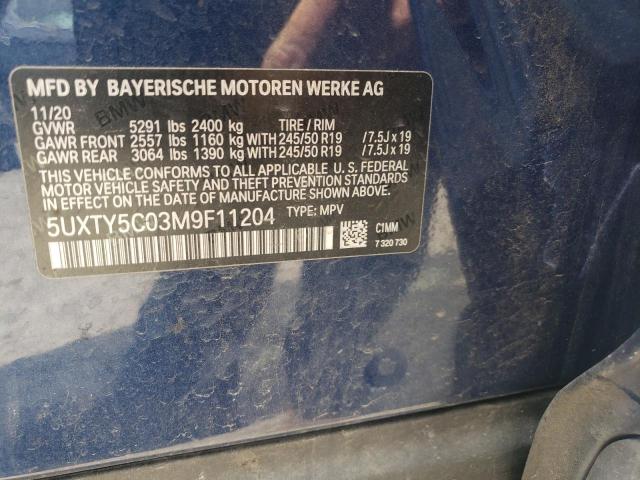 MFD BY BAYERISCHE MOTOREN WERKE AG
11/20
GVWR 5291 lbs 2400 kg TIRE / RIM
GAWR FRONT 2557 lbs 1160 kg WITH 245/50 R19 / 7.5J x 19
GAWR REAR 3064 lbs 1390 kg WITH 245/50 R19 / 7.5J x 19
THIS VEHICLE CONFORMS TO ALL APPLICABLE U.S. FEDERAL
MOTOR VEHICLE SAFETY AND THEFT PREVENTION STANDARDS
IN EFFECT ON THE DATE OF MANUFACTURE SHOWN ABOVE.
5UXTY5C03M9F11204 TYPE: MPV
C1MM
7 320 730